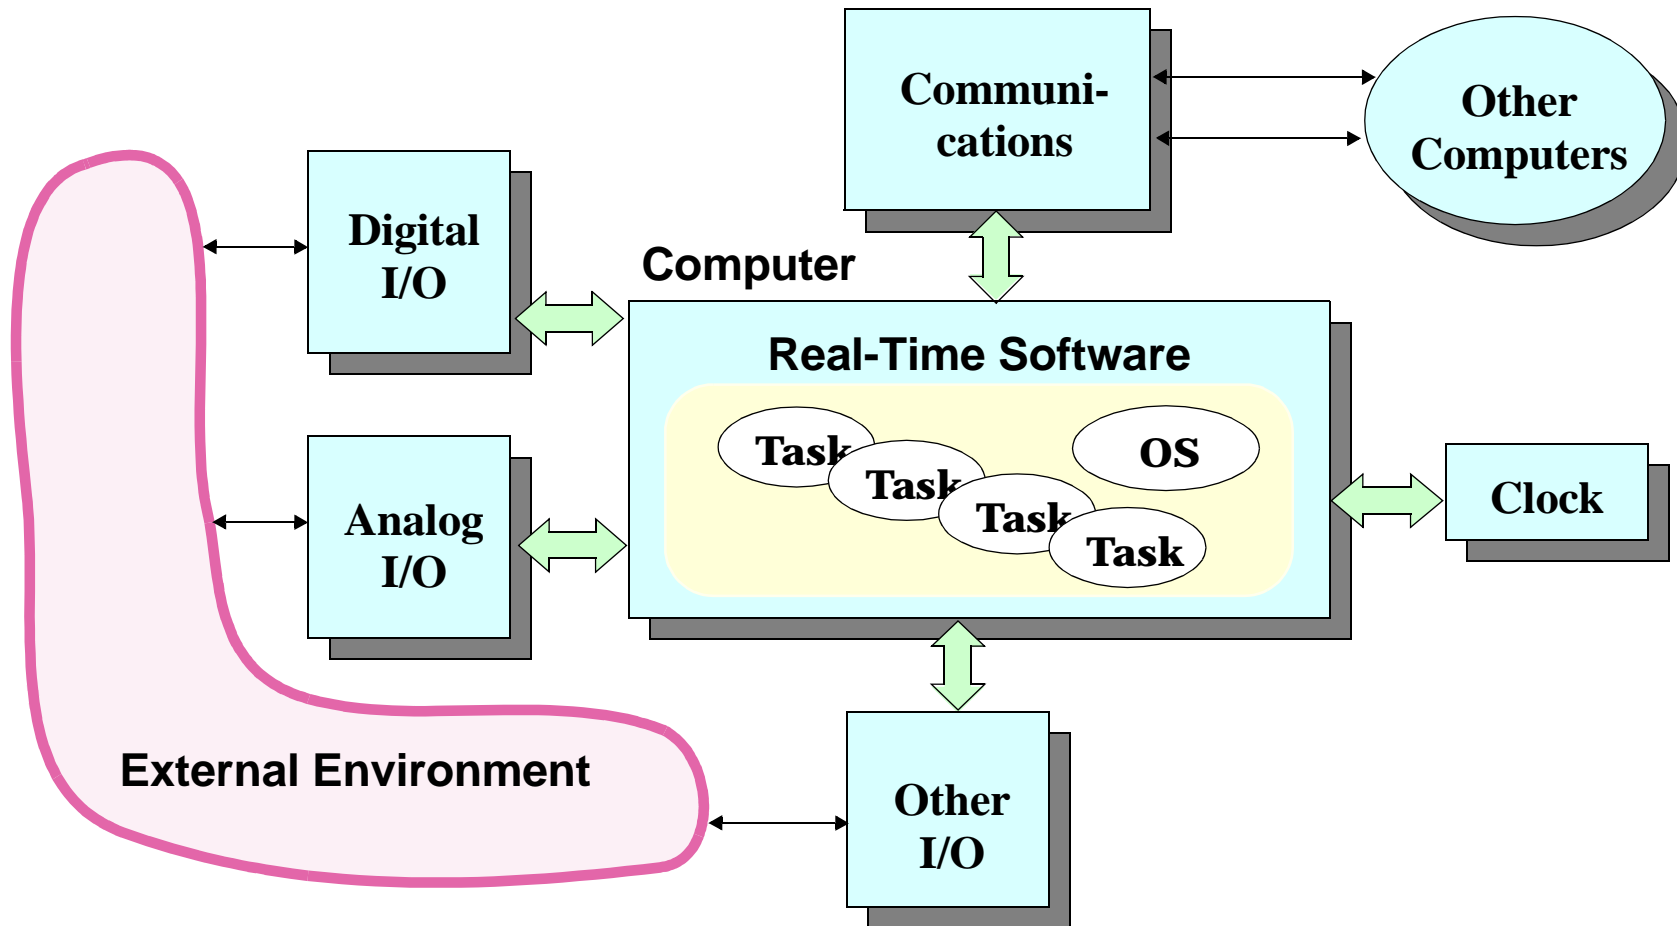 Communi-
cations
Other
Computers
Digital
I/O
Computer
Real-Time Software
Task
Task
Task
Task
OS
Clock
Analog
I/O
External Environment
Other
I/O